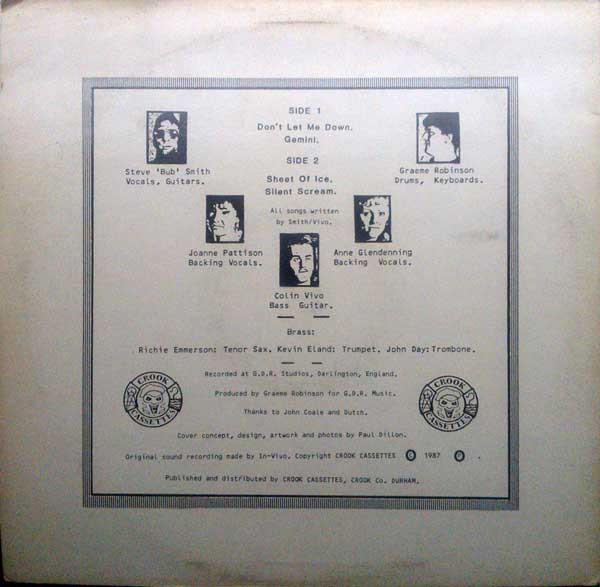 SIDE 1
Don't Let Me Down.
Gemini.
SIDE 2
Sheet Of Ice.
Silent Scream.
All songs written
by Smith/Vivo.
Steve 'Bub' Smith
Vocals, Guitars.
Graeme Robinson
Drums, Keyboards.
Joanne Pattison
Backing Vocals.
Anne Glendenning
Backing Vocals.
Colin Vivo
Bass Guitar.
Brass:
Richie Emmerson: Tenor Sax. Kevin Eland: Trumpet. John Day: Trombone.
Recorded at G.D.R. Studios, Darlington, England.
Produced by Graeme Robinson for G.D.R. Music.
Thanks to John Coale and Dutch.
CROOK
CASSETTES
CROOK
CASSETTES
Cover concept, design, artwork and photos by Paul Dillon.
Original sound recording made by In-Vivo. Copyright CROOK CASSETTES © 1987 ℗ .
Published and distributed by CROOK CASSETTES, CROOK Co. DURHAM.